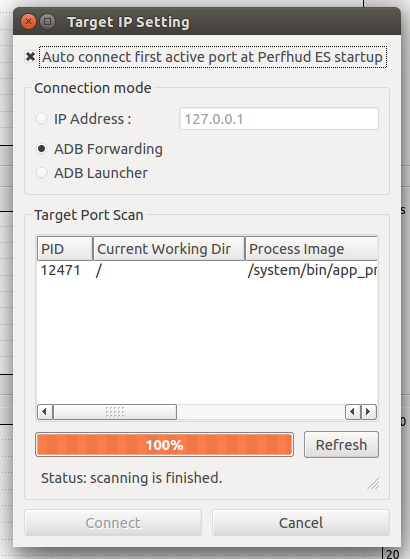 Target IP Setting
Auto connect first active port at Perfhud ES startup
Connection mode
IP Address : 127.0.0.1
ADB Forwarding
ADB Launcher
Target Port Scan
PID Current Working Dir Process Image
12471 / /system/bin/app_pr
100% Refresh
Status: scanning is finished.
Connect Cancel
s
0
20